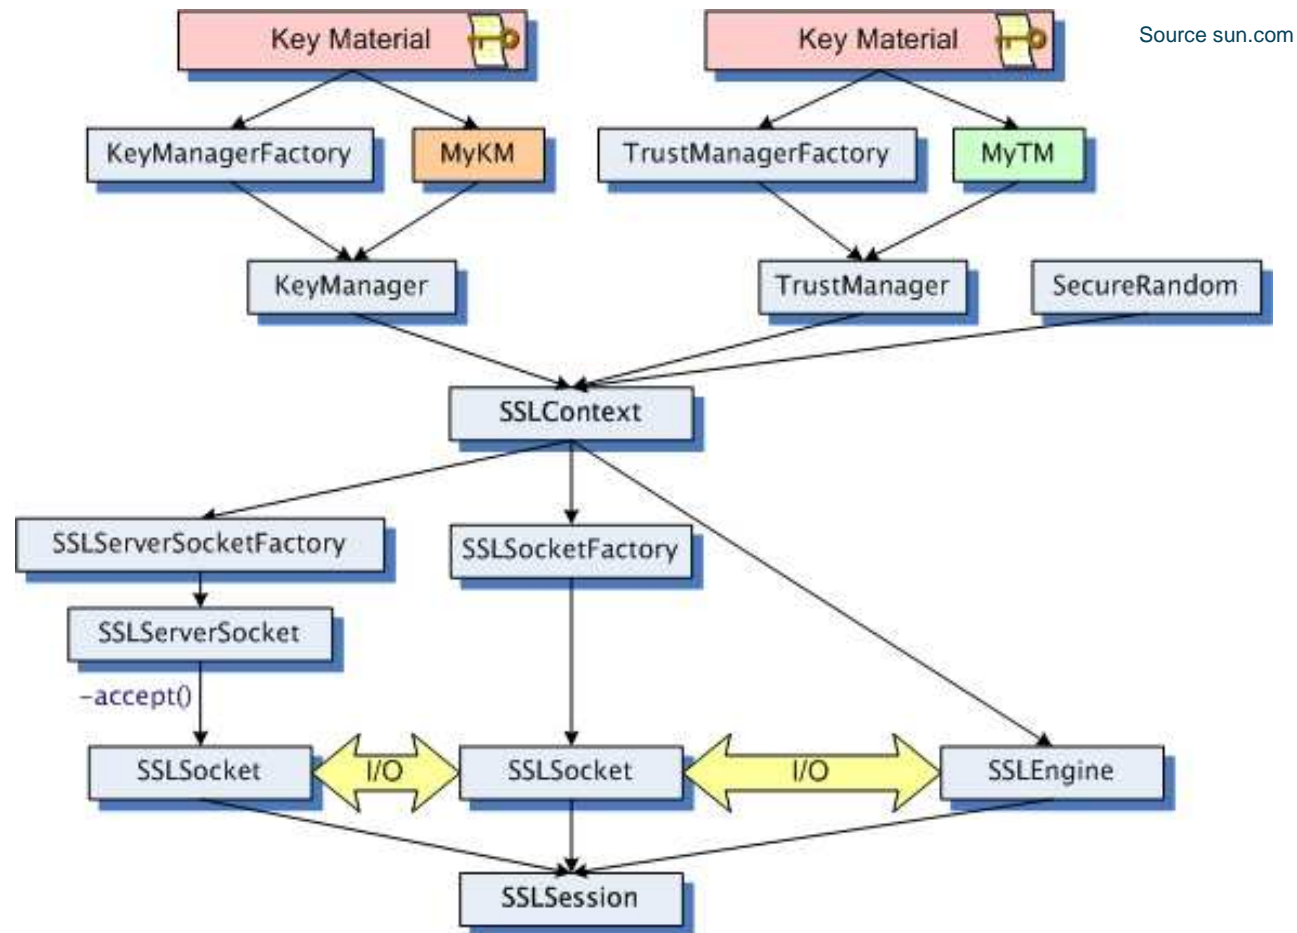 Key Material
Key Material
Source sun.com
KeyManagerFactory
MyKM
TrustManagerFactory
MyTM
KeyManager
TrustManager
SecureRandom
SSLContext
SSLServerSocketFactory
SSLSocketFactory
SSLServerSocket
-accept()
SSLSocket
I/O
SSLSocket
I/O
SSLEngine
SSLSession